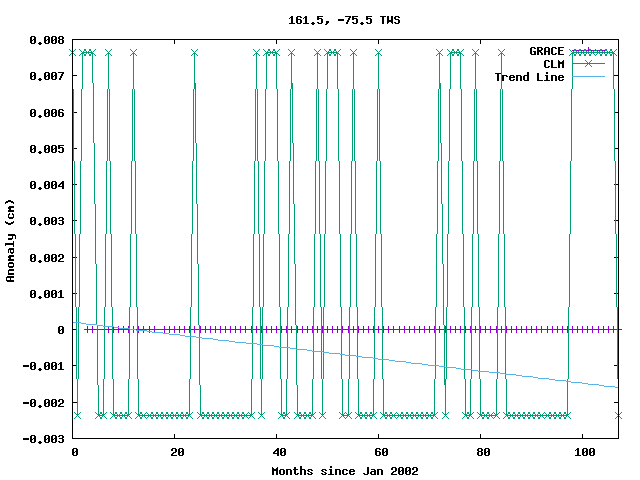 161.5, -75.5 TWS
0.008
0.007
0.006
0.005
0.004
0.003
0.002
0.001
0
-0.001
-0.002
-0.003
Anomaly (cm)
GRACE
CLM
Trend Line
0 20 40 60 80 100
Months since Jan 2002